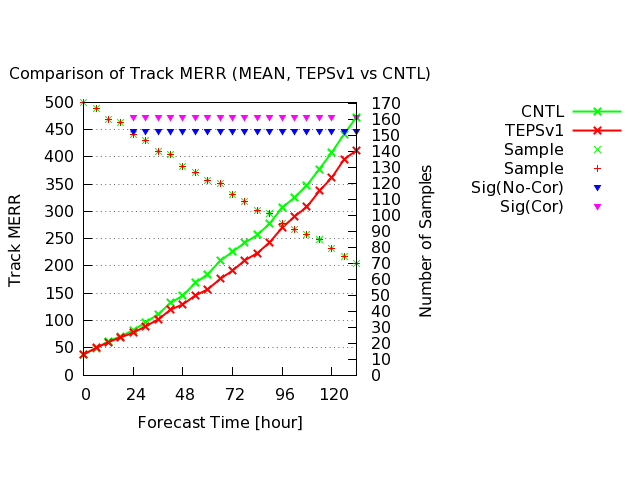 Comparison of Track MERR (MEAN, TEPSv1 vs CNTL)
500
450
400
350
300
250
200
150
100
50
0
Track MERR
0 24 48 72 96 120
Forecast Time [hour]
170
160
150
140
130
120
110
100
90
80
70
60
50
40
30
20
10
0
Number of Samples
CNTL
TEPSv1
Sample
Sample
Sig(No-Cor)
Sig(Cor)